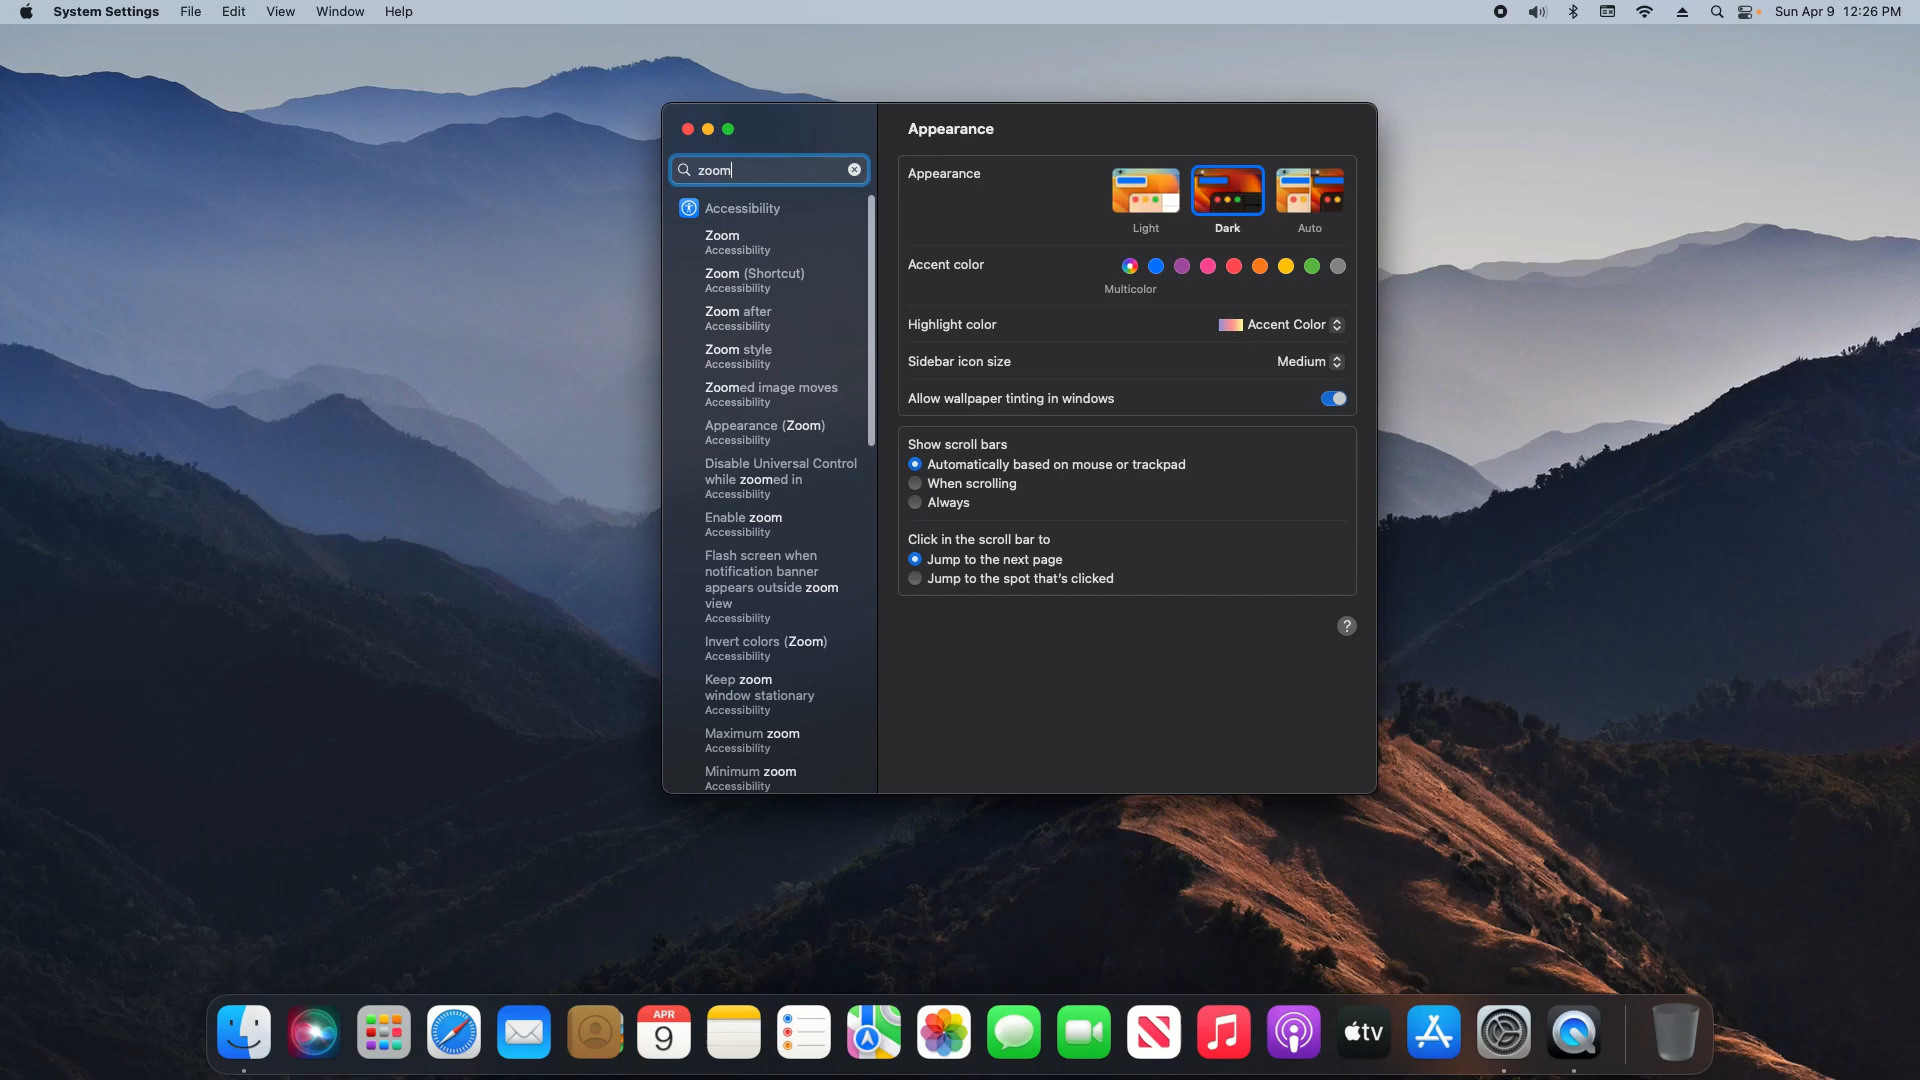 System Settings File Edit View Window Help Sun Apr 9 12:26 PM
zoom
Accessibility
Zoom
Accessibility
Zoom (Shortcut)
Accessibility
Zoom after
Accessibility
Zoom style
Accessibility
Zoomed image moves
Accessibility
Appearance (Zoom)
Accessibility
Disable Universal Control
while zoomed in
Accessibility
Enable zoom
Accessibility
Flash screen when
notification banner
appears outside zoom
view
Accessibility
Invert colors (Zoom)
Accessibility
Keep zoom
window stationary
Accessibility
Maximum zoom
Accessibility
Minimum zoom
Accessibility
Appearance
Appearance
Light Dark Auto
Accent color
Multicolor
Highlight color Accent Color
Sidebar icon size Medium
Allow wallpaper tinting in windows
Show scroll bars
Automatically based on mouse or trackpad
When scrolling
Always
Click in the scroll bar to
Jump to the next page
Jump to the spot that's clicked
?
APR
9
tv